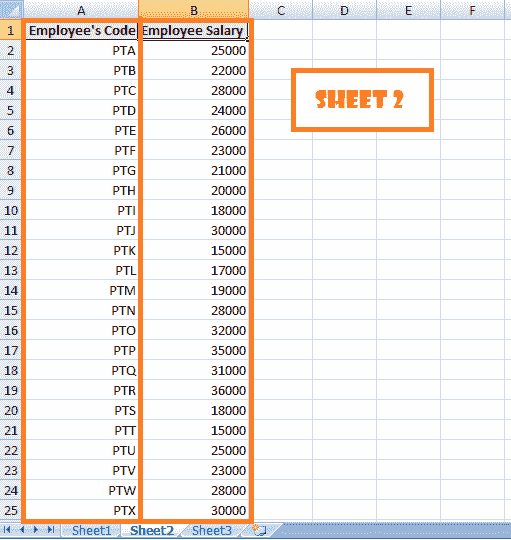 A B C D E F
1 Employee's Code Employee Salary
2 PTA 25000
3 PTB 22000
4 PTC 28000
SHEET 2
5 PTD 24000
6 PTE 26000
7 PTF 23000
8 PTG 21000
9 PTH 20000
10 PTI 18000
11 PTJ 30000
12 PTK 15000
13 PTL 17000
14 PTM 19000
15 PTN 28000
16 PTO 32000
17 PTP 35000
18 PTQ 31000
19 PTR 36000
20 PTS 18000
21 PTT 15000
22 PTU 25000
23 PTV 23000
24 PTW 28000
25 PTX 30000
Sheet1 Sheet2 Sheet3